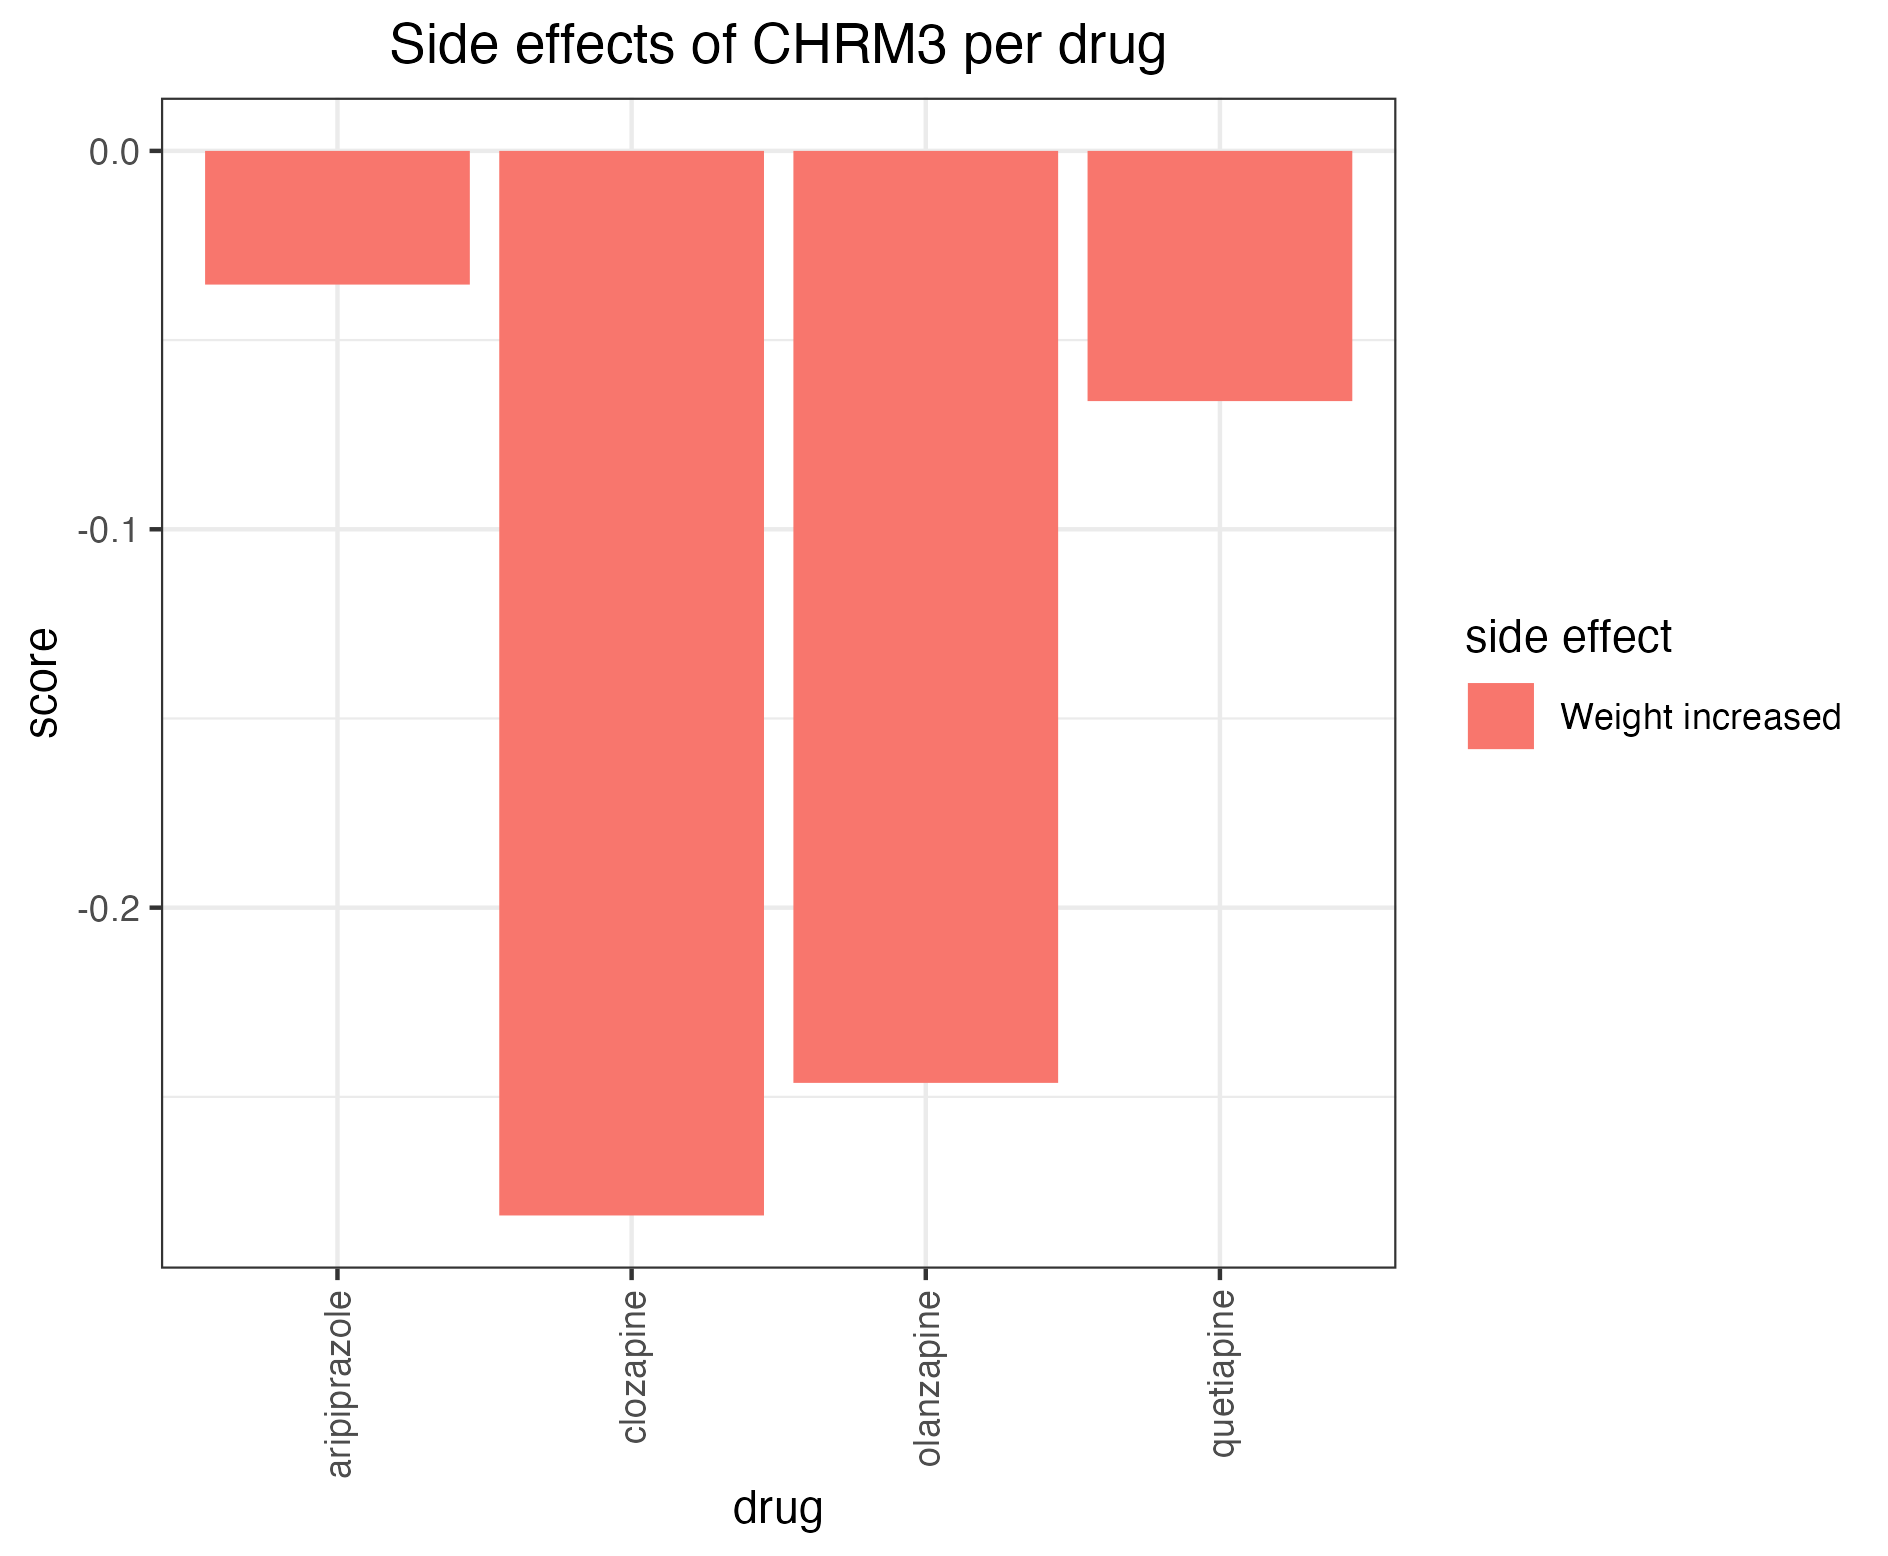 Side effects of CHRM3 per drug
0.0
-0.1
-0.2
score
aripiprazole
clozapine
olanzapine
quetiapine
drug
side effect
Weight increased